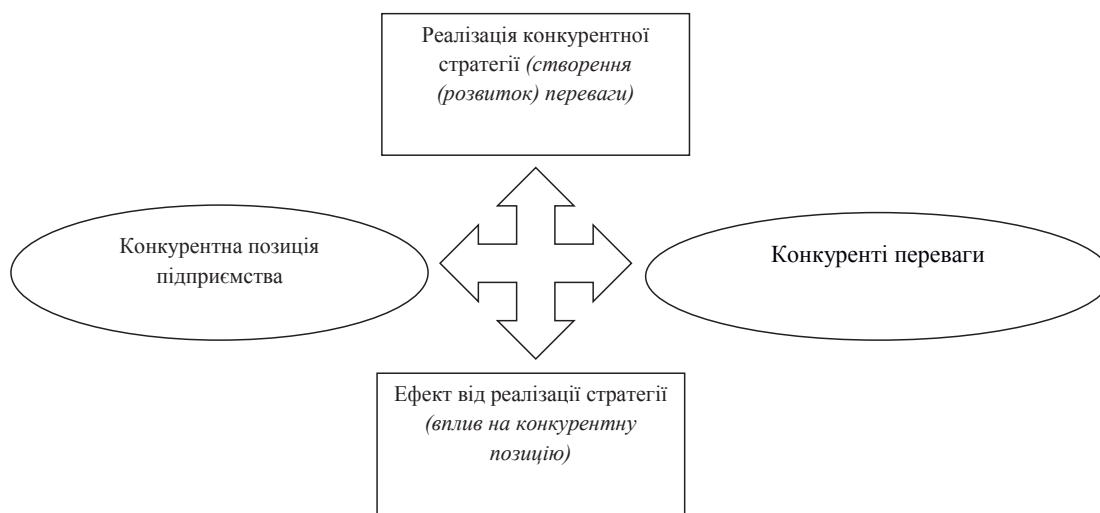 Реалізація конкурентної
стратегії (створення
(розвиток) переваги)
Конкурентна позиція
підприємства
Конкуренті переваги
Ефект від реалізації стратегії
(вплив на конкурентну
позицію)